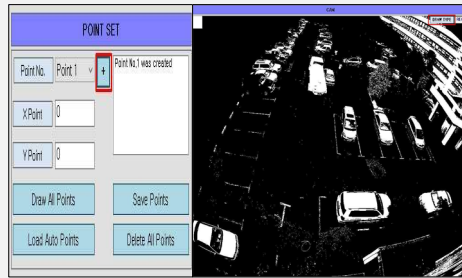 POINT SET
Point No.
Point 1
+
Point No.1 was created
X Point
0
Y Point
0
Draw All Points
Save Points
Load Auto Points
Delete All Points